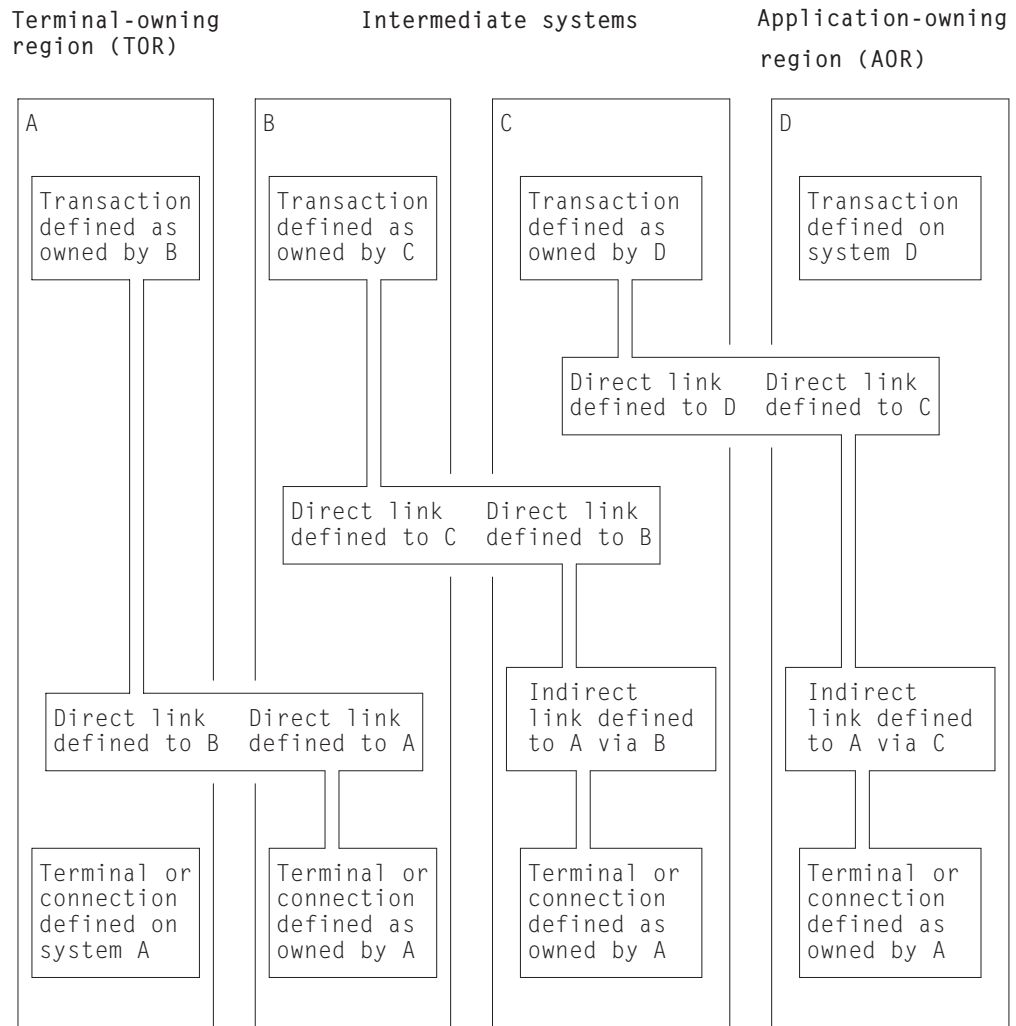 Terminal-owning
region (TOR)
Intermediate systems
Application-owning
region (AOR)
A
B
C
D
Transaction
defined as
owned by B
Transaction
defined as
owned by C
Transaction
defined as
owned by D
Transaction
defined on
system D
Direct link
defined to D
Direct link
defined to C
Direct link
defined to C
Direct link
defined to B
Direct link
defined to B
Direct link
defined to A
Indirect
link defined
to A via B
Indirect
link defined
to A via C
Terminal or
connection
defined on
system A
Terminal or
connection
defined as
owned by A
Terminal or
connection
defined as
owned by A
Terminal or
connection
defined as
owned by A